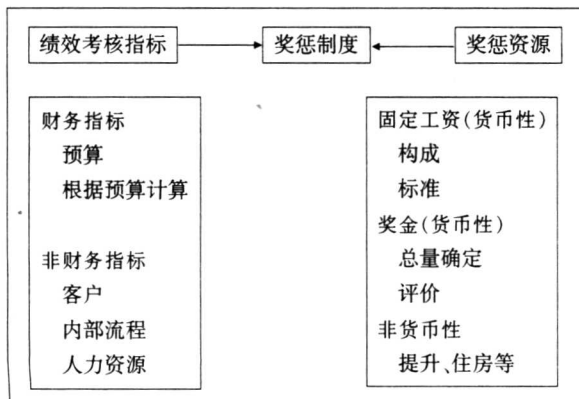 绩效考核指标 奖惩制度 奖惩资源
财务指标
预算
根据预算计算
非财务指标
客户
内部流程
人力资源
固定工资(货币性)
构成
标准
奖金(货币性)
总量确定
评价
非货币性
提升、住房等